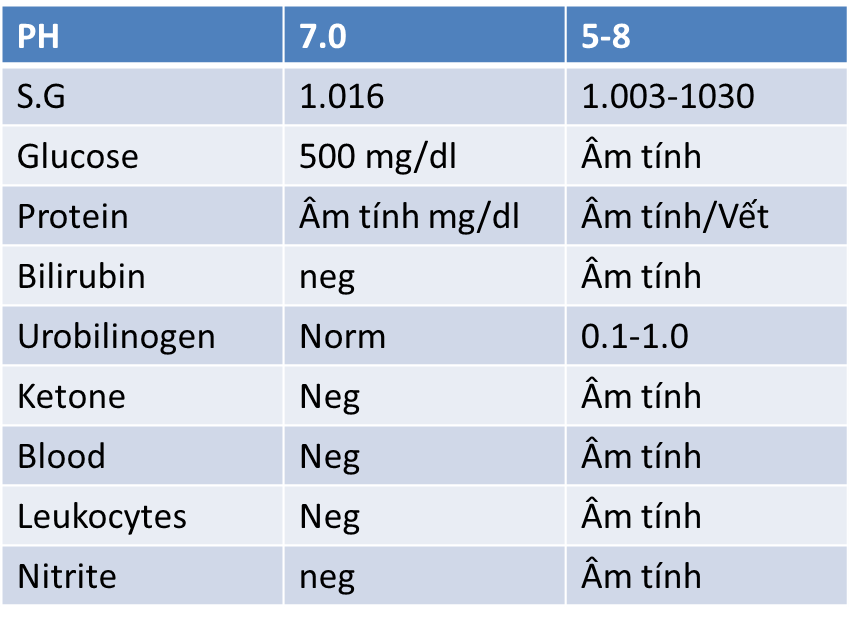 PH 7.0 5-8
S.G 1.016 1.003-1030
Glucose 500 mg/dl Âm tính
Protein Âm tính mg/dl Âm tính/Vết
Bilirubin neg Âm tính
Urobilinogen Norm 0.1-1.0
Ketone Neg Âm tính
Blood Neg Âm tính
Leukocytes Neg Âm tính
Nitrite neg Âm tính